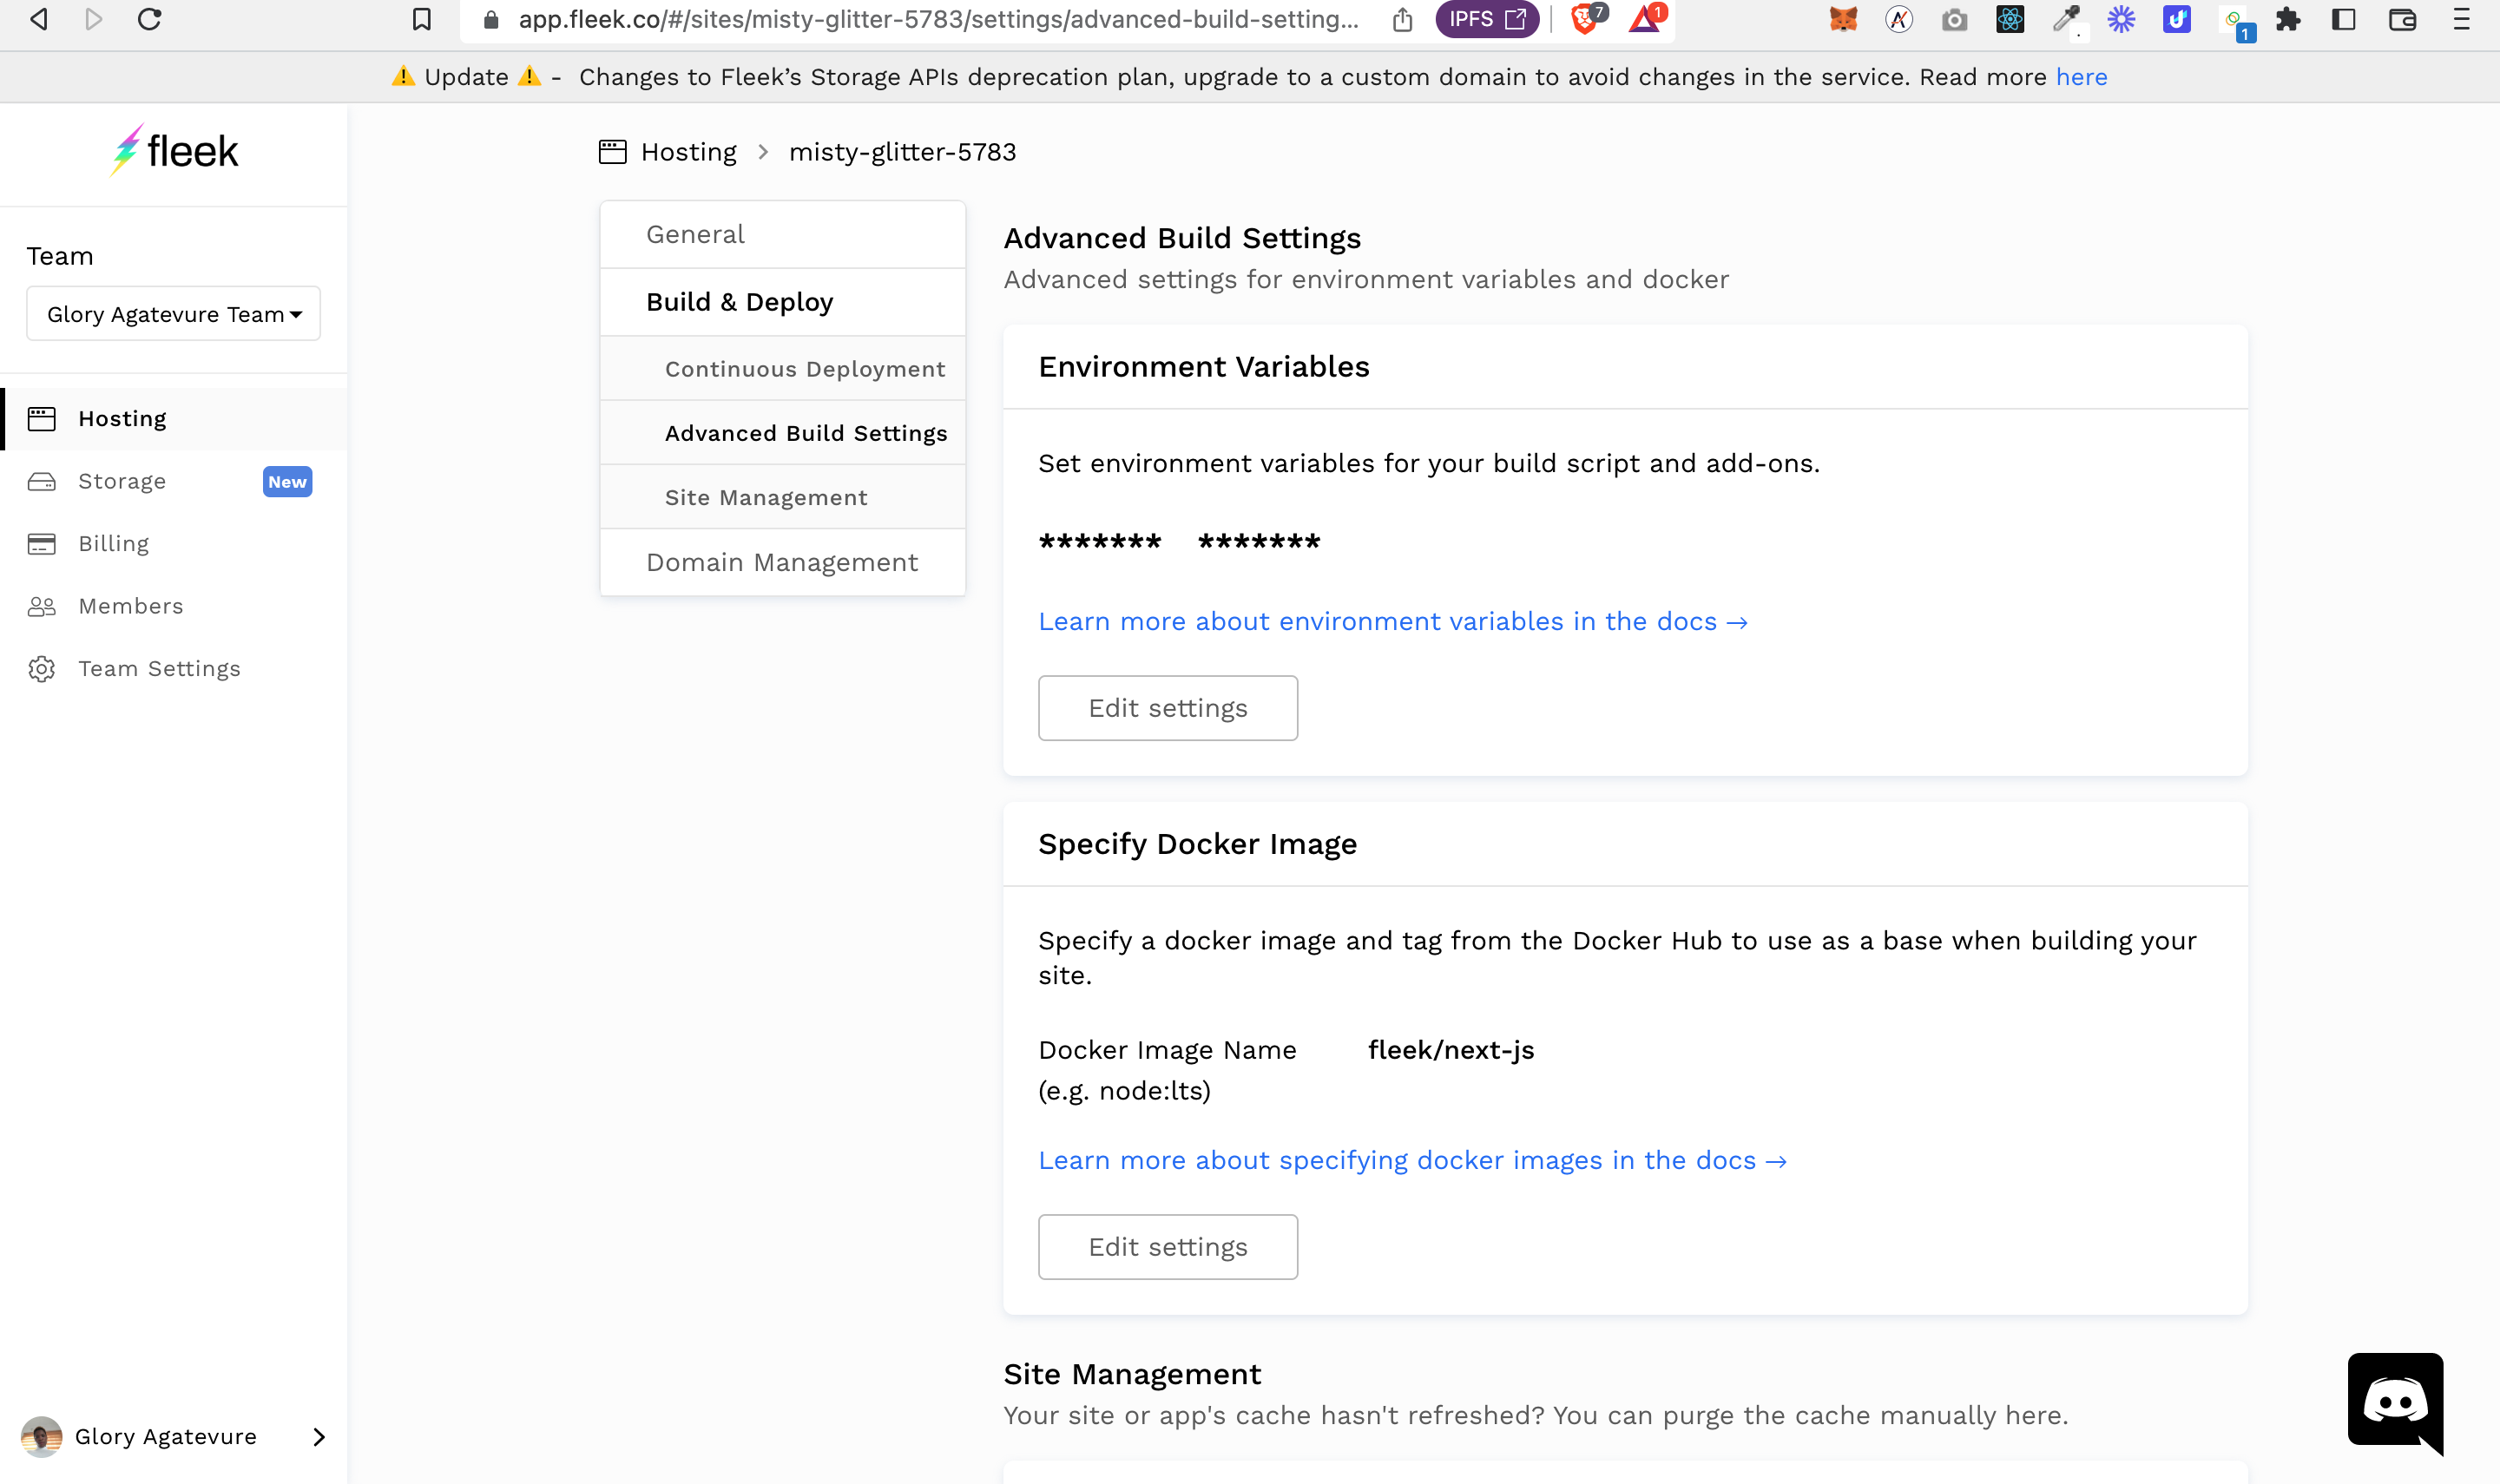 app.fleek.co/#/sites/misty-glitter-5783/settings/advanced-build-setting...
IPFS
7
1
1
⚠️ Update ⚠️ - Changes to Fleek’s Storage APIs deprecation plan, upgrade to a custom domain to avoid changes in the service. Read more here
fleek
Team
Glory Agatevure Team
Hosting
Storage
New
Billing
Members
Team Settings
Glory Agatevure
Hosting > misty-glitter-5783
General
Build & Deploy
Continuous Deployment
Advanced Build Settings
Site Management
Domain Management
Advanced Build Settings
Advanced settings for environment variables and docker
Environment Variables
Set environment variables for your build script and add-ons.
******* *******
Learn more about environment variables in the docs →
Edit settings
Specify Docker Image
Specify a docker image and tag from the Docker Hub to use as a base when building your
site.
Docker Image Name fleek/next-js
(e.g. node:lts)
Learn more about specifying docker images in the docs →
Edit settings
Site Management
Your site or app's cache hasn't refreshed? You can purge the cache manually here.